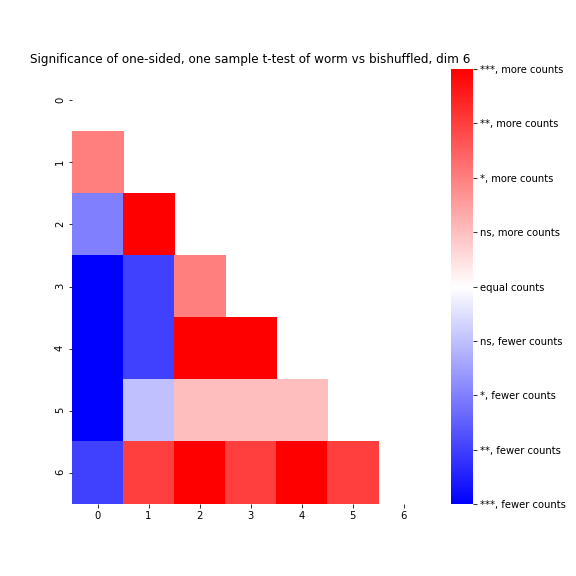 Significance of one-sided, one sample t-test of worm vs bishuffled, dim 6
0
1
2
3
4
5
6
0 1 2 3 4 5 6
***, more counts
**, more counts
*, more counts
ns, more counts
equal counts
ns, fewer counts
*, fewer counts
**, fewer counts
***, fewer counts